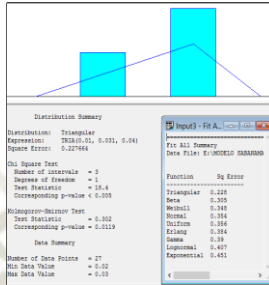 Distribution Summary
Distribution: Triangular
Expression: TRIA(0.01, 0.031, 0.04)
Square Error: 0.227664
Chi Square Test
Number of intervals = 3
Degrees of freedom = 1
Test Statistic = 18.4
Corresponding p-value < 0.005
Kolmogorov-Smirnov Test
Test Statistic = 0.302
Corresponding p-value = 0.0119
Data Summary
Number of Data Points = 27
Min Data Value = 0.02
Max Data Value = 0.03
Input3 - Fit A...
Fit All Summary
Data File: E:\MODELO SABANAMA
Function Sq Error
Triangular 0.228
Beta 0.305
Weibull 0.348
Normal 0.354
Uniform 0.356
Erlang 0.384
Gamma 0.39
Lognormal 0.407
Exponential 0.451